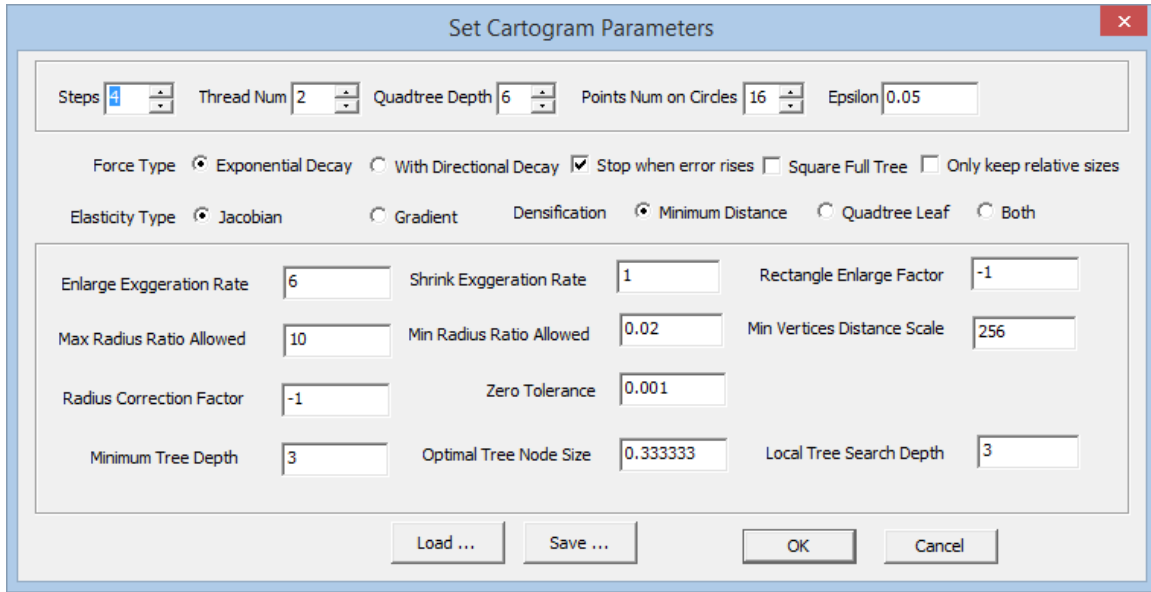 Set Cartogram Parameters
Steps 4 Thread Num 2 Quadtree Depth 6 Points Num on Circles 16 Epsilon 0.05
Force Type Exponential Decay With Directional Decay Stop when error rises Square Full Tree Only keep relative sizes
Elasticity Type Jacobian Gradient Densification Minimum Distance Quadtree Leaf Both
Enlarge Exggeration Rate 6 Shrink Exggeration Rate 1 Rectangle Enlarge Factor -1
Max Radius Ratio Allowed 10 Min Radius Ratio Allowed 0.02 Min Vertices Distance Scale 256
Radius Correction Factor -1 Zero Tolerance 0.001
Minimum Tree Depth 3 Optimal Tree Node Size 0.333333 Local Tree Search Depth 3
Load ... Save ... OK Cancel